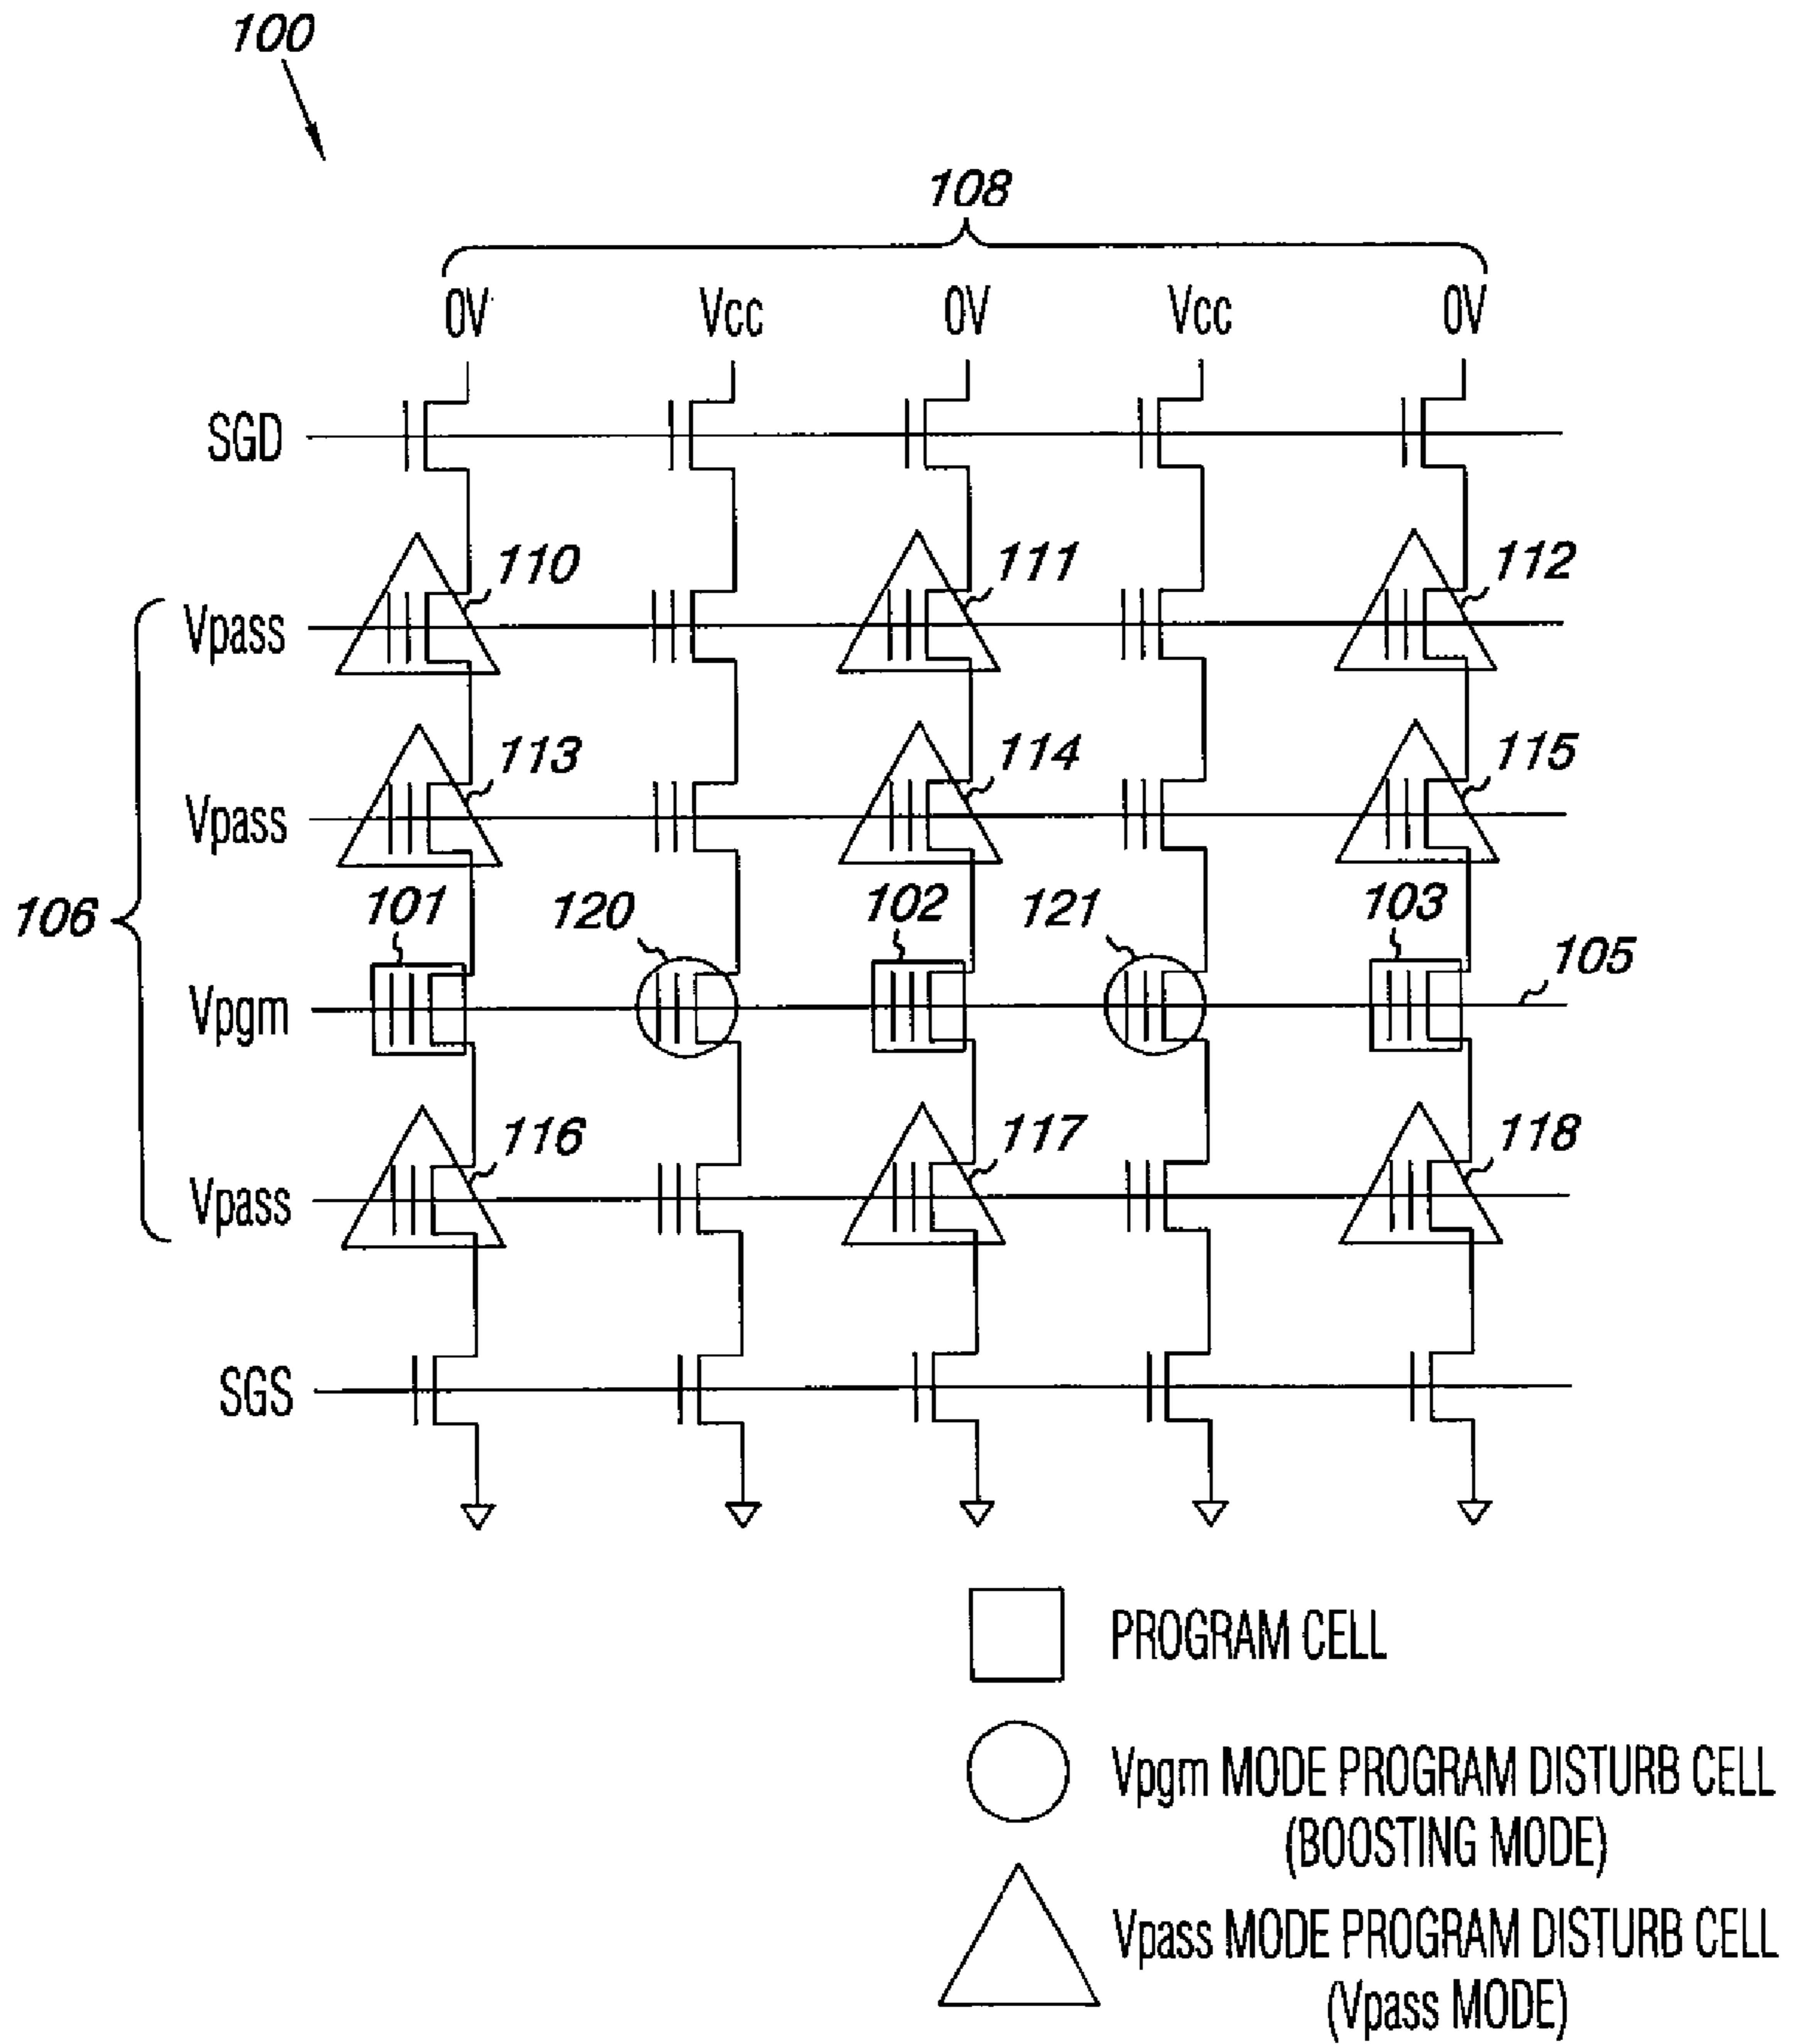 100
108
0V Vcc 0V Vcc 0V
SGD
110 111 112
Vpass
113 114 115
Vpass
106
101 120 102 121 103
105
Vpgm
116 117 118
Vpass
SGS
PROGRAM CELL
Vpgm MODE PROGRAM DISTURB CELL
(BOOSTING MODE)
Vpass MODE PROGRAM DISTURB CELL
(Vpass MODE)